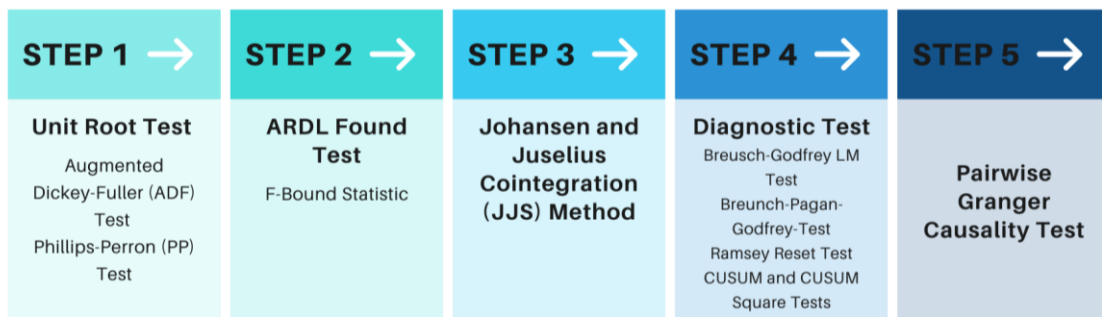 STEP 1
Unit Root Test
Augmented
Dickey-Fuller (ADF)
Test
Phillips-Perron (PP)
Test
STEP 2
ARDL Found
Test
F-Bound Statistic
STEP 3
Johansen and
Juselius
Cointegration
(JJS) Method
STEP 4
Diagnostic Test
Breusch-Godfrey LM
Test
Breunch-Pagan-
Godfrey-Test
Ramsey Reset Test
CUSUM and CUSUM
Square Tests
STEP 5
Pairwise
Granger
Causality Test